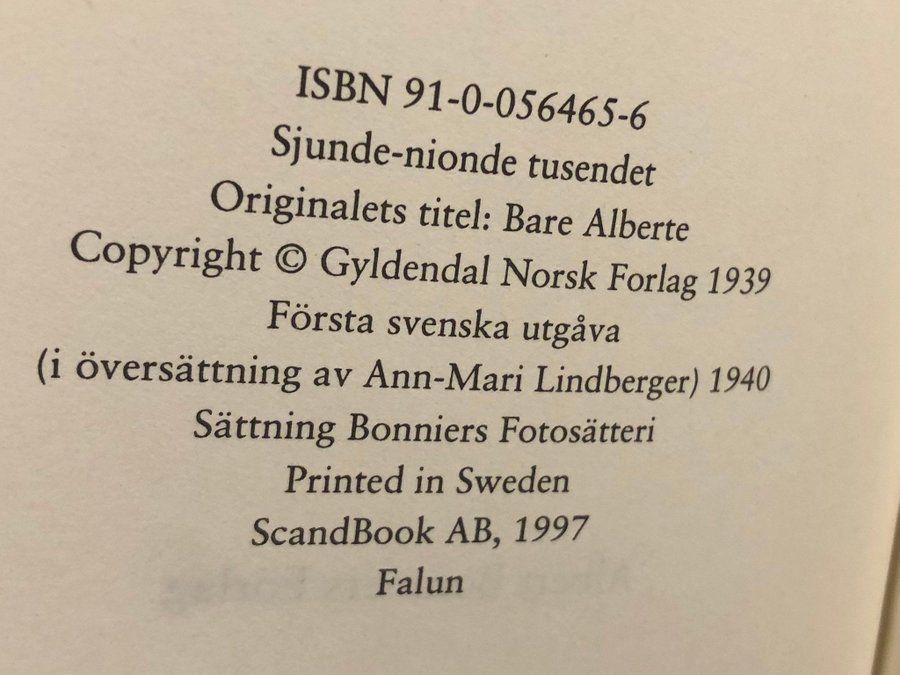 ISBN 91-0-056465-6
Sjunde-nionde tusendet
Originalets titel: Bare Alberte
Copyright © Gyldendal Norsk Forlag 1939
Första svenska utgåva
(i översättning av Ann-Mari Lindberger) 1940
Sättning Bonniers Fotosätteri
Printed in Sweden
ScandBook AB, 1997
Falun